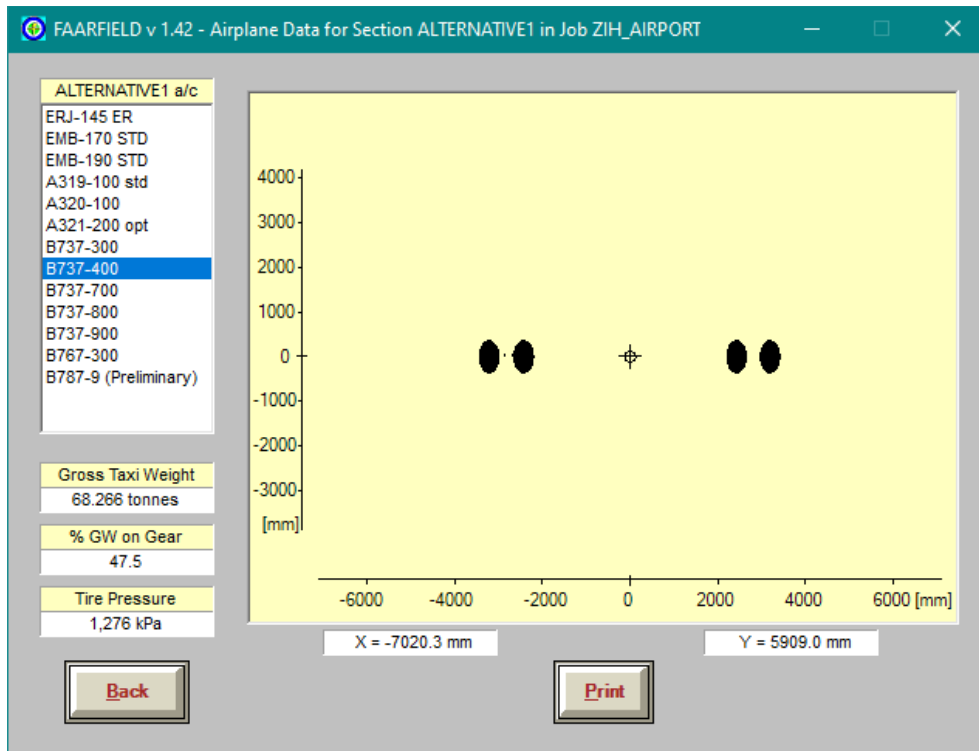 FAARFIELD v 1.42 - Airplane Data for Section ALTERNATIVE1 in Job ZIH_AIRPORT
ALTERNATIVE1 a/c
ERJ-145 ER
EMB-170 STD
EMB-190 STD
A319-100 std
A320-100
A321-200 opt
B737-300
B737-400
B737-700
B737-800
B737-900
B767-300
B787-9 (Preliminary)
Gross Taxi Weight
68.266 tonnes
% GW on Gear
47.5
Tire Pressure
1,276 kPa
4000
3000
2000
1000
0
-1000
-2000
-3000
[mm]
-6000 -4000 -2000 0 2000 4000 6000 [mm]
X = -7020.3 mm
Y = 5909.0 mm
Back
Print